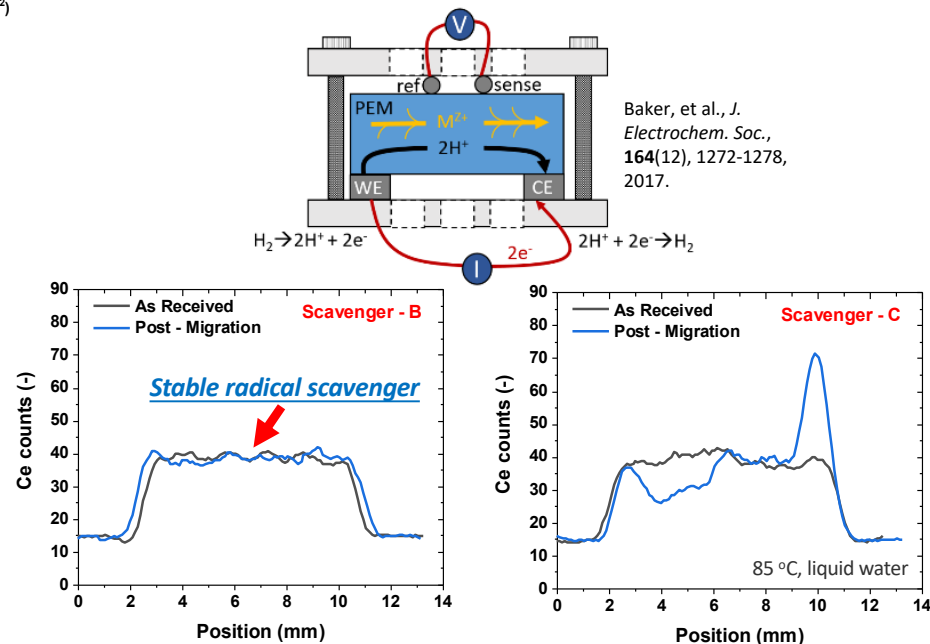 ²)
V
ref
sense
PEM
M^{Z+}
2H⁺
WE
CE
Baker, et al., J.
Electrochem. Soc.,
164(12), 1272-1278,
2017.
H₂→2H⁺ + 2e⁻
2e⁻
2H⁺ + 2e⁻→H₂
I
90
80
70
60
50
40
30
20
10
0
Ce counts (-)
As Received
Post - Migration
Scavenger - B
Stable radical scavenger
0 2 4 6 8 10 12 14
Position (mm)
90
80
70
60
50
40
30
20
10
0
Ce counts (-)
As Received
Post - Migration
Scavenger - C
85 °C, liquid water
0 2 4 6 8 10 12 14
Position (mm)